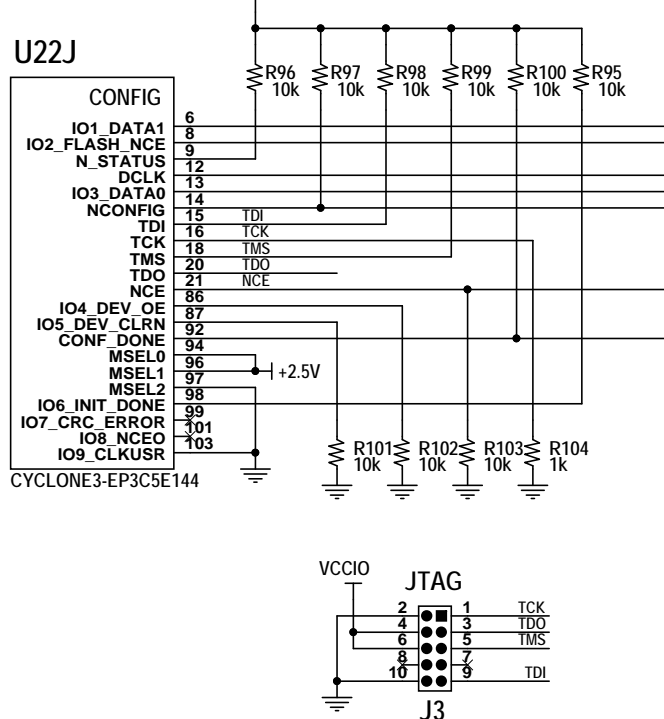 U22J
CONFIG
R96 10k
R97 10k
R98 10k
R99 10k
R100 10k
R95 10k
IO1_DATA1 6
IO2_FLASH_NCE 8
N_STATUS 9
DCLK 12
IO3_DATA0 13
NCONFIG 14
TDI 15 TDI
TCK 16 TCK
TMS 18 TMS
TDO 20 TDO
NCE 21 NCE
IO4_DEV_OE 86
IO5_DEV_CLRN 87
CONF_DONE 92
MSEL0 94
MSEL1 96 +2.5V
MSEL2 97
IO6_INIT_DONE 98
IO7_CRC_ERROR 99
IO8_NCEO 101
IO9_CLKUSR 103
CYCLONE3-EP3C5E144
R101 10k
R102 10k
R103 10k
R104 1k
VCCIO
JTAG
2 1 TCK
4 3 TDO
6 5 TMS
8 7
10 9 TDI
J3